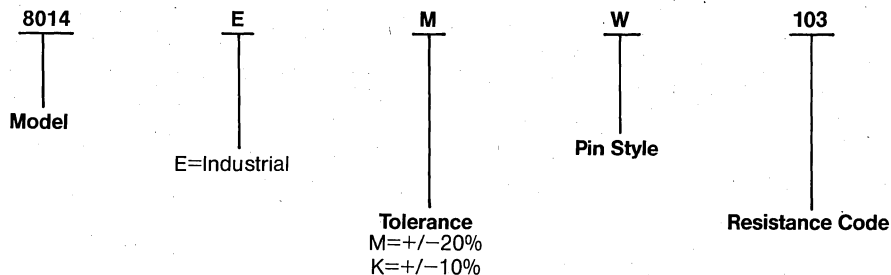 8014 E M W 103
Model
Pin Style
E=Industrial
Tolerance Resistance Code
M=+/−20%
K=+/−10%